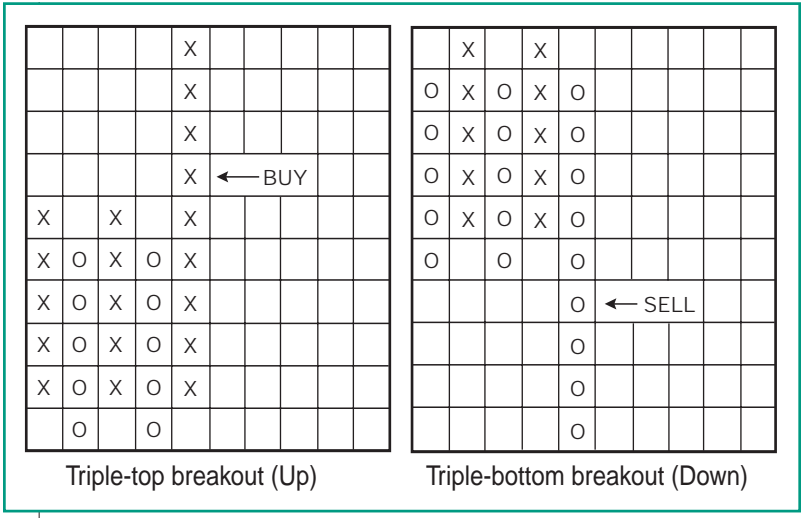 X
X
X
X BUY
X X X
X O X O X
X O X O X
X O X O X
X O X O X
O O
Triple-top breakout (Up)
X X
O X O X O
O X O X O
O X O X O
O X O X O
O O O
O SELL
O
O
O
Triple-bottom breakout (Down)